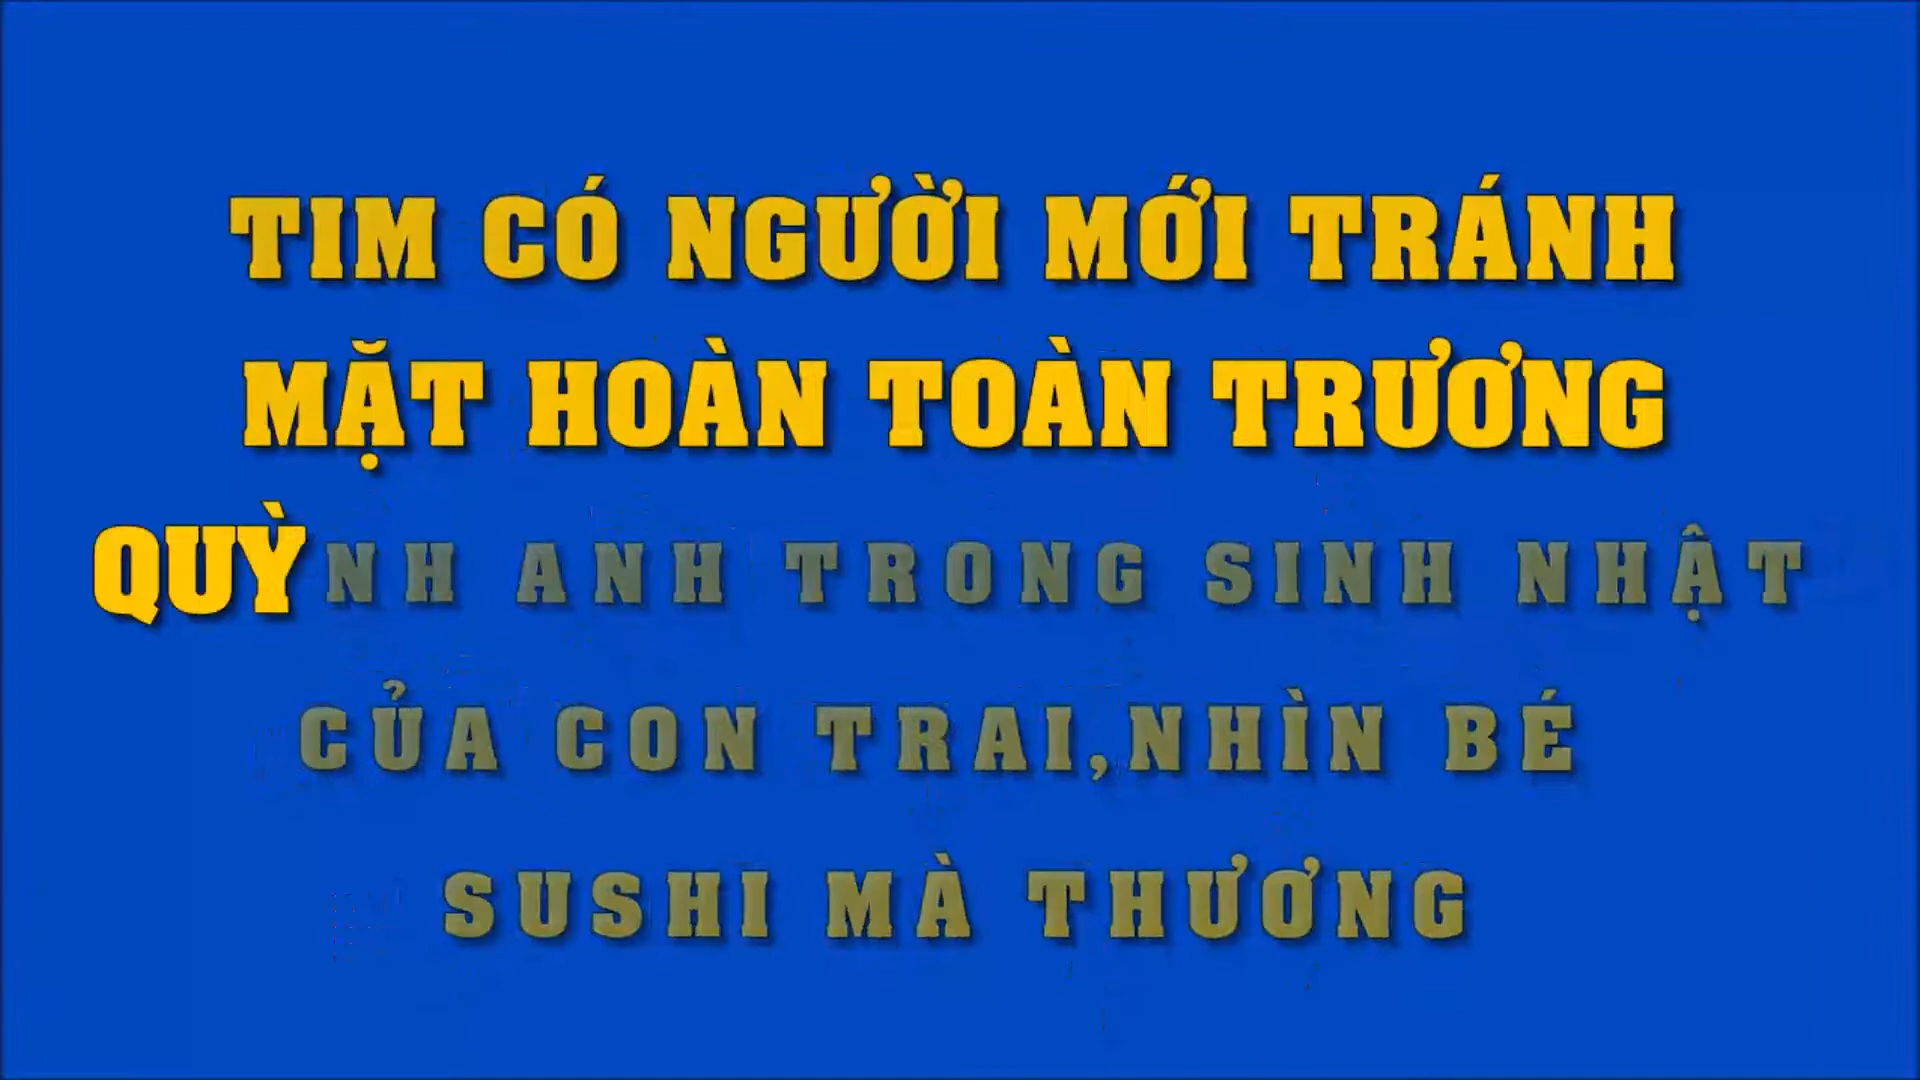 TIM CÓ NGƯỜI MỚI TRÁNH
MẶT HOÀN TOÀN TRƯƠNG
QUỲNH ANH TRONG SINH NHẬT
CỦA CON TRAI,NHÌN BÉ
SUSHI MÀ THƯƠNG